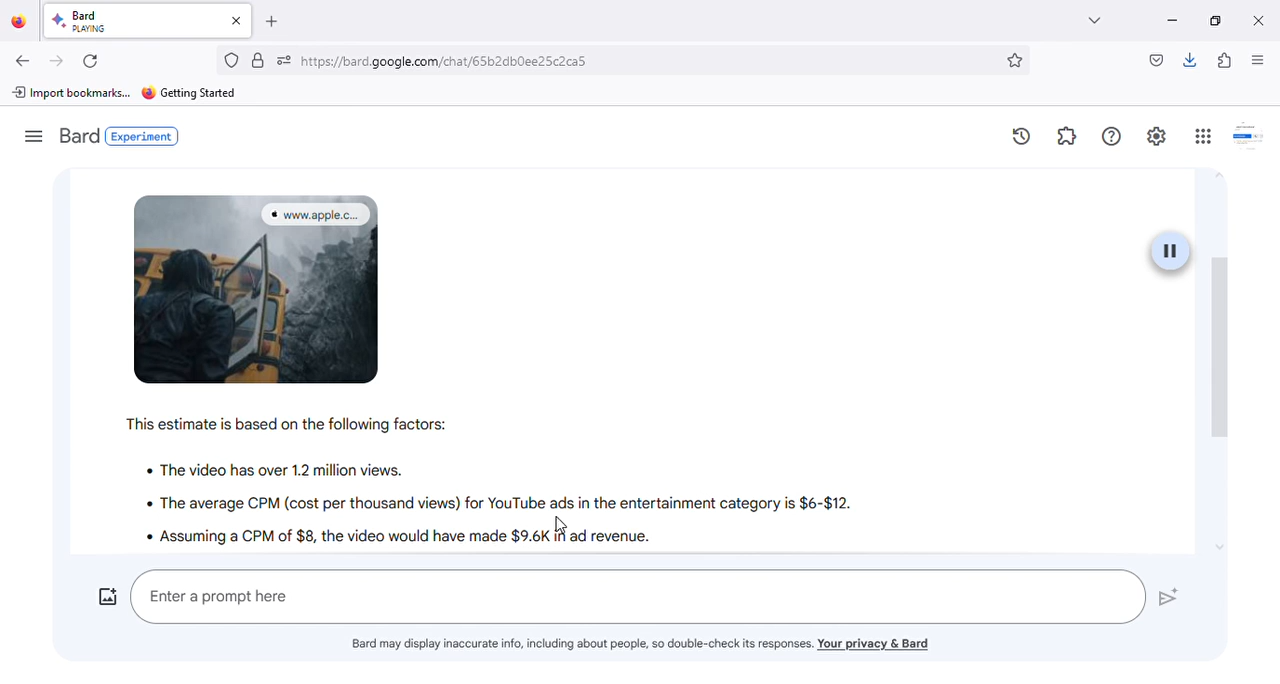 Bard
PLAYING
https://bard.google.com/chat/65b2db0ee25c2ca5
Import bookmarks...
Getting Started
Bard Experiment
www.apple.c...
This estimate is based on the following factors:
• The video has over 1.2 million views.
• The average CPM (cost per thousand views) for YouTube ads in the entertainment category is $6-$12.
• Assuming a CPM of $8, the video would have made $9.6K in ad revenue.
Enter a prompt here
Bard may display inaccurate info, including about people, so double-check its responses. Your privacy & Bard